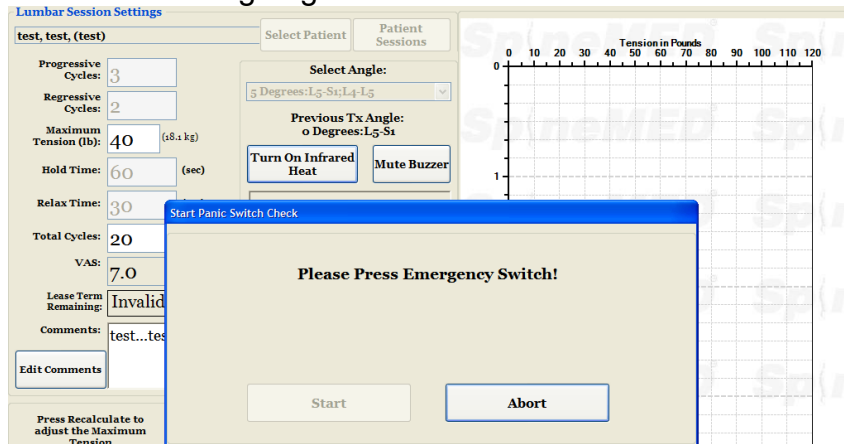 Lumbar Session Settings
test, test, (test)
Select Patient
Patient
Sessions
Progressive
Cycles:
3
Regressive
Cycles:
2
Maximum
Tension (lb):
40
(18.1 kg)
Hold Time:
60
(sec)
Relax Time:
30
Total Cycles:
20
VAS:
7.0
Lease Term
Remaining:
Invalid
Comments:
test...tes
Edit Comments
Press Recalculate to
adjust the Maximum
Tension
Select Angle:
5 Degrees:L5-S1;L4-L5
Previous Tx Angle:
0 Degrees:L5-S1
Turn On Infrared
Heat
Mute Buzzer
Start Panic Switch Check
Please Press Emergency Switch!
Start
Abort
SpineMED
Tension in Pounds
0 10 20 30 40 50 60 70 80 90 100 110 120
0
SpineMED
1